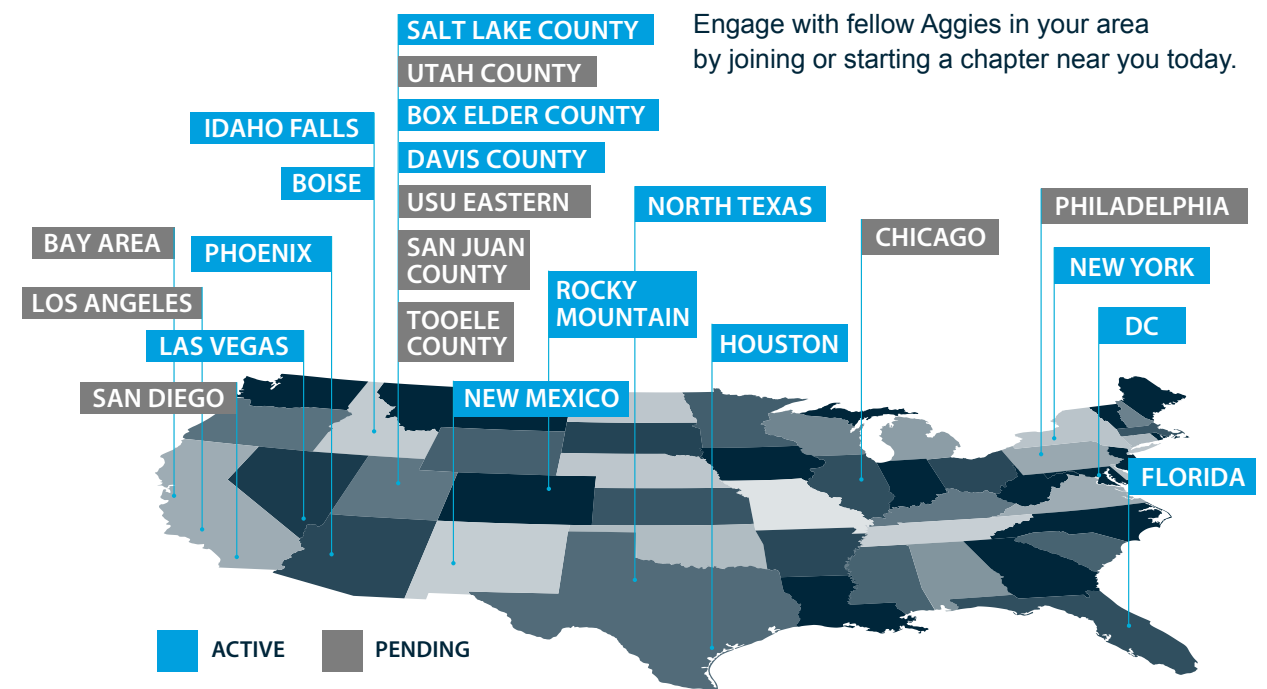 Engage with fellow Aggies in your area
by joining or starting a chapter near you today.
SALT LAKE COUNTY
UTAH COUNTY
BOX ELDER COUNTY
DAVIS COUNTY
USU EASTERN
SAN JUAN
COUNTY
TOOELE
COUNTY
IDAHO FALLS
BOISE
BAY AREA
PHOENIX
LOS ANGELES
LAS VEGAS
SAN DIEGO
NORTH TEXAS
ROCKY
MOUNTAIN
HOUSTON
NEW MEXICO
CHICAGO
PHILADELPHIA
NEW YORK
DC
FLORIDA
ACTIVE
PENDING